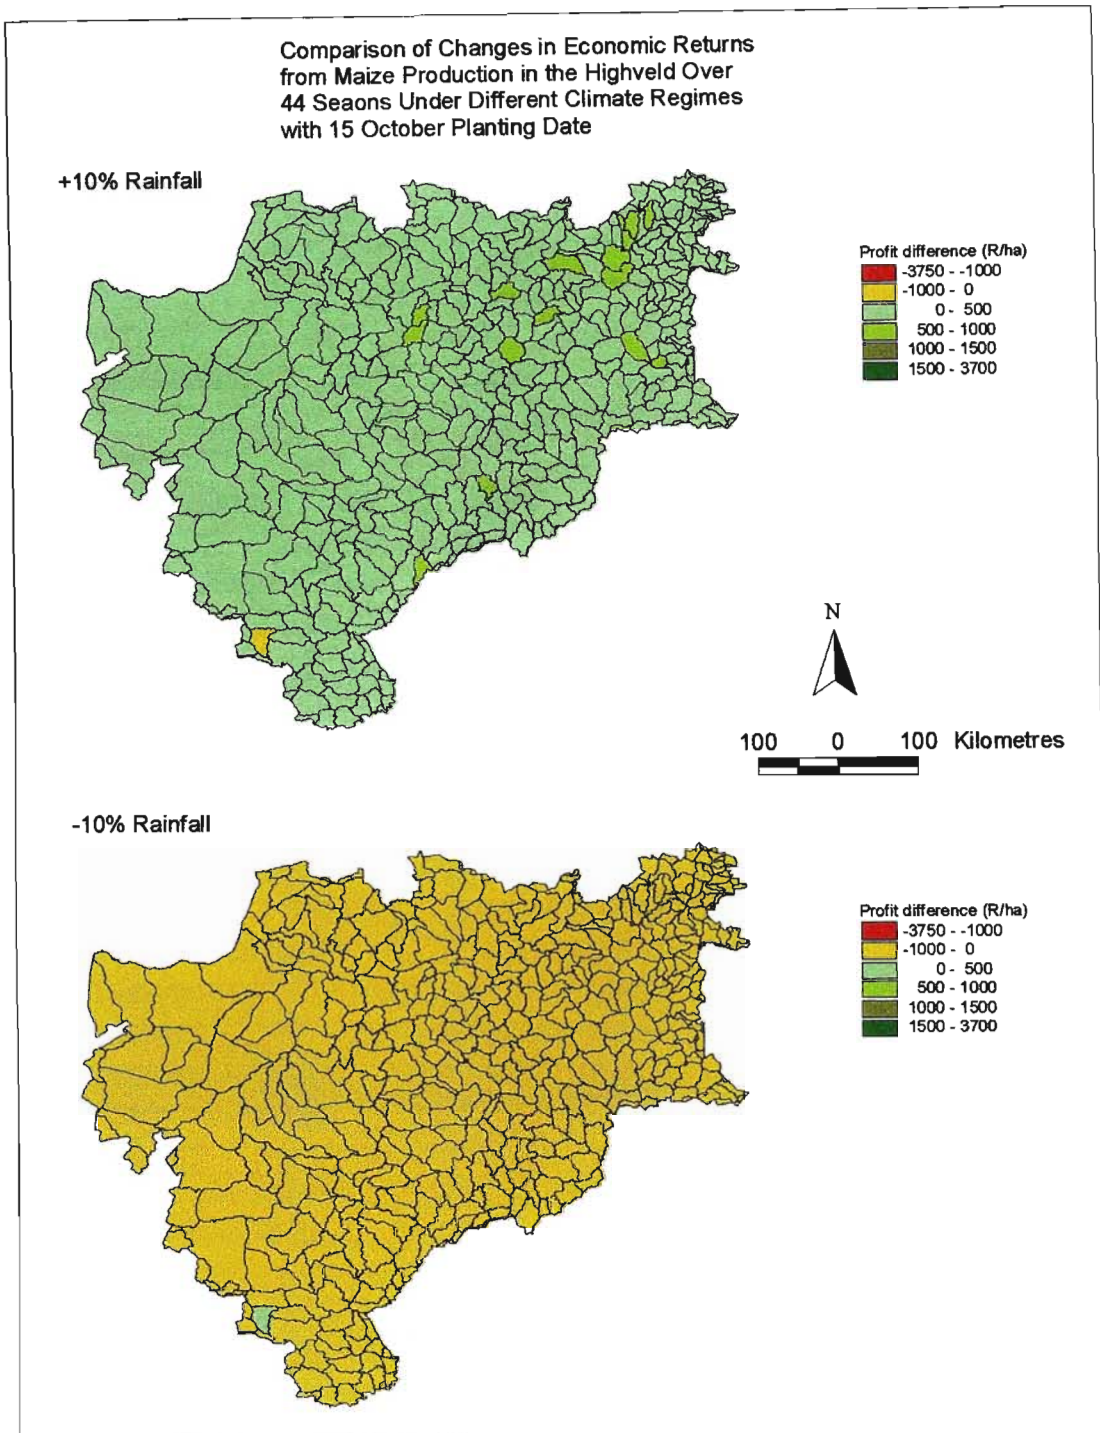 Comparison of Changes in Economic Returns
from Maize Production in the Highveld Over
44 Seaons Under Different Climate Regimes
with 15 October Planting Date
+10% Rainfall
Profit difference (R/ha)
-3750 - -1000
-1000 - 0
0 - 500
500 - 1000
1000 - 1500
1500 - 3700
N
100 0 100 Kilometres
-10% Rainfall
Profit difference (R/ha)
-3750 - -1000
-1000 - 0
0 - 500
500 - 1000
1000 - 1500
1500 - 3700